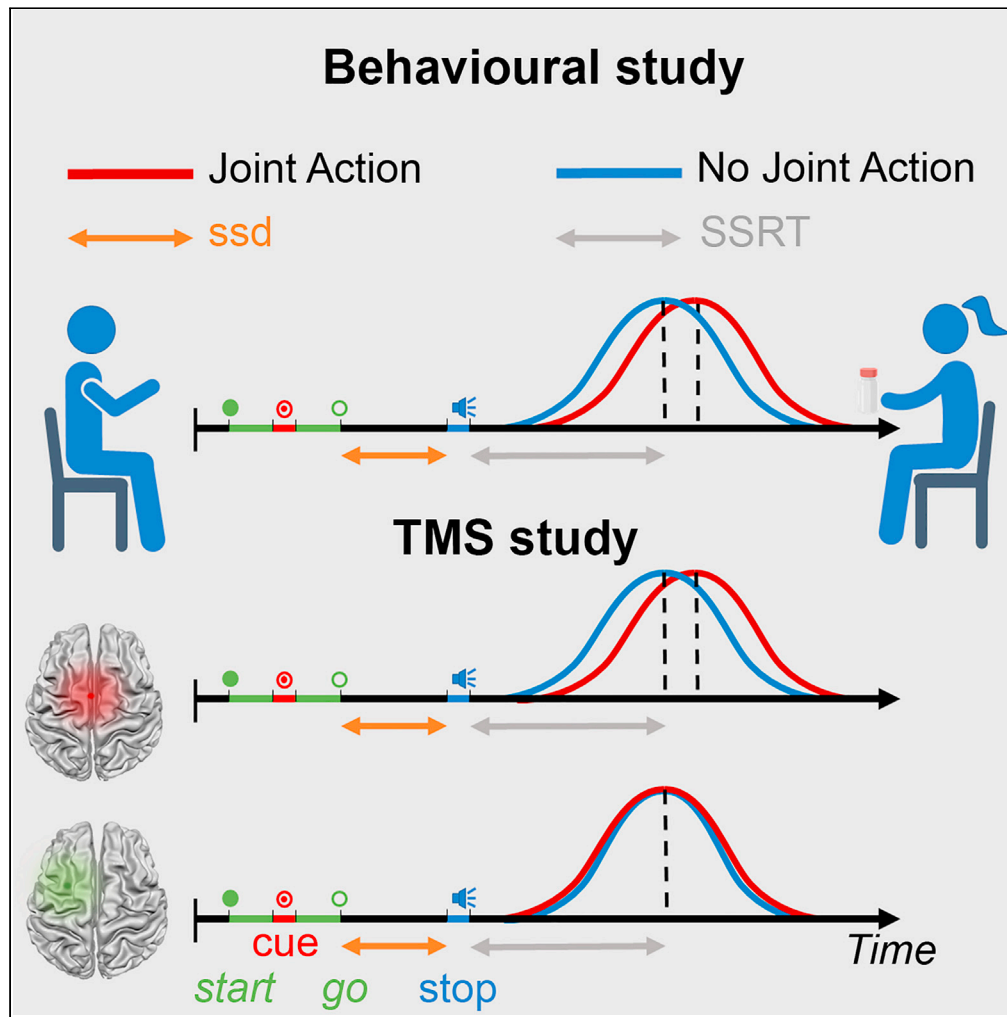 Behavioural study
Joint Action
No Joint Action
ssd
SSRT
TMS study
cue
Time
start
go
stop